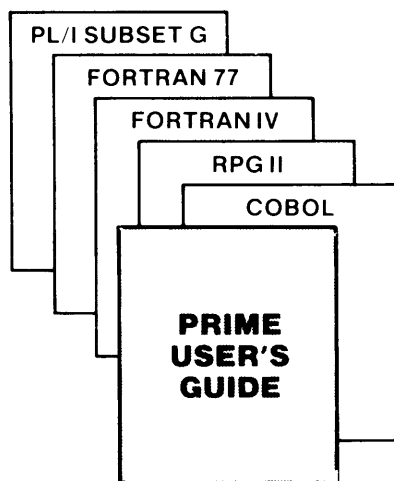 PL/I SUBSET G
FORTRAN 77
FORTRAN IV
RPG II
COBOL
PRIME
USER'S
GUIDE